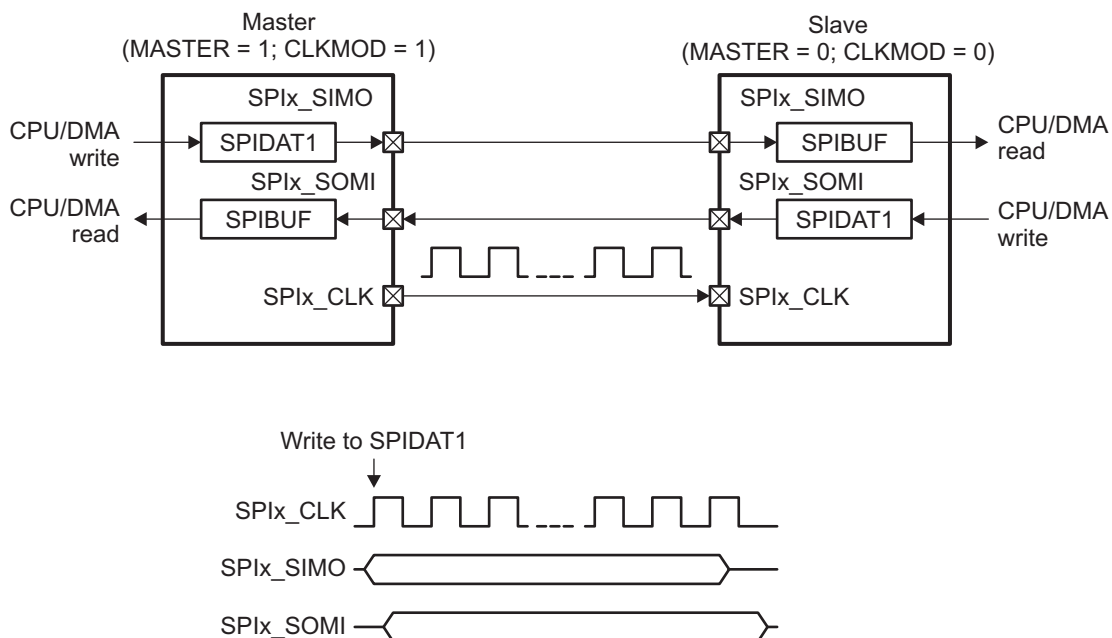 Master
(MASTER = 1; CLKMOD = 1)
Slave
(MASTER = 0; CLKMOD = 0)
SPIx_SIMO
SPIx_SIMO
CPU/DMA
write
SPIDAT1
SPIBUF
CPU/DMA
read
SPIx_SOMI
SPIx_SOMI
CPU/DMA
read
SPIBUF
SPIDAT1
CPU/DMA
write
SPIx_CLK
SPIx_CLK
Write to SPIDAT1
SPIx_CLK
SPIx_SIMO
SPIx_SOMI